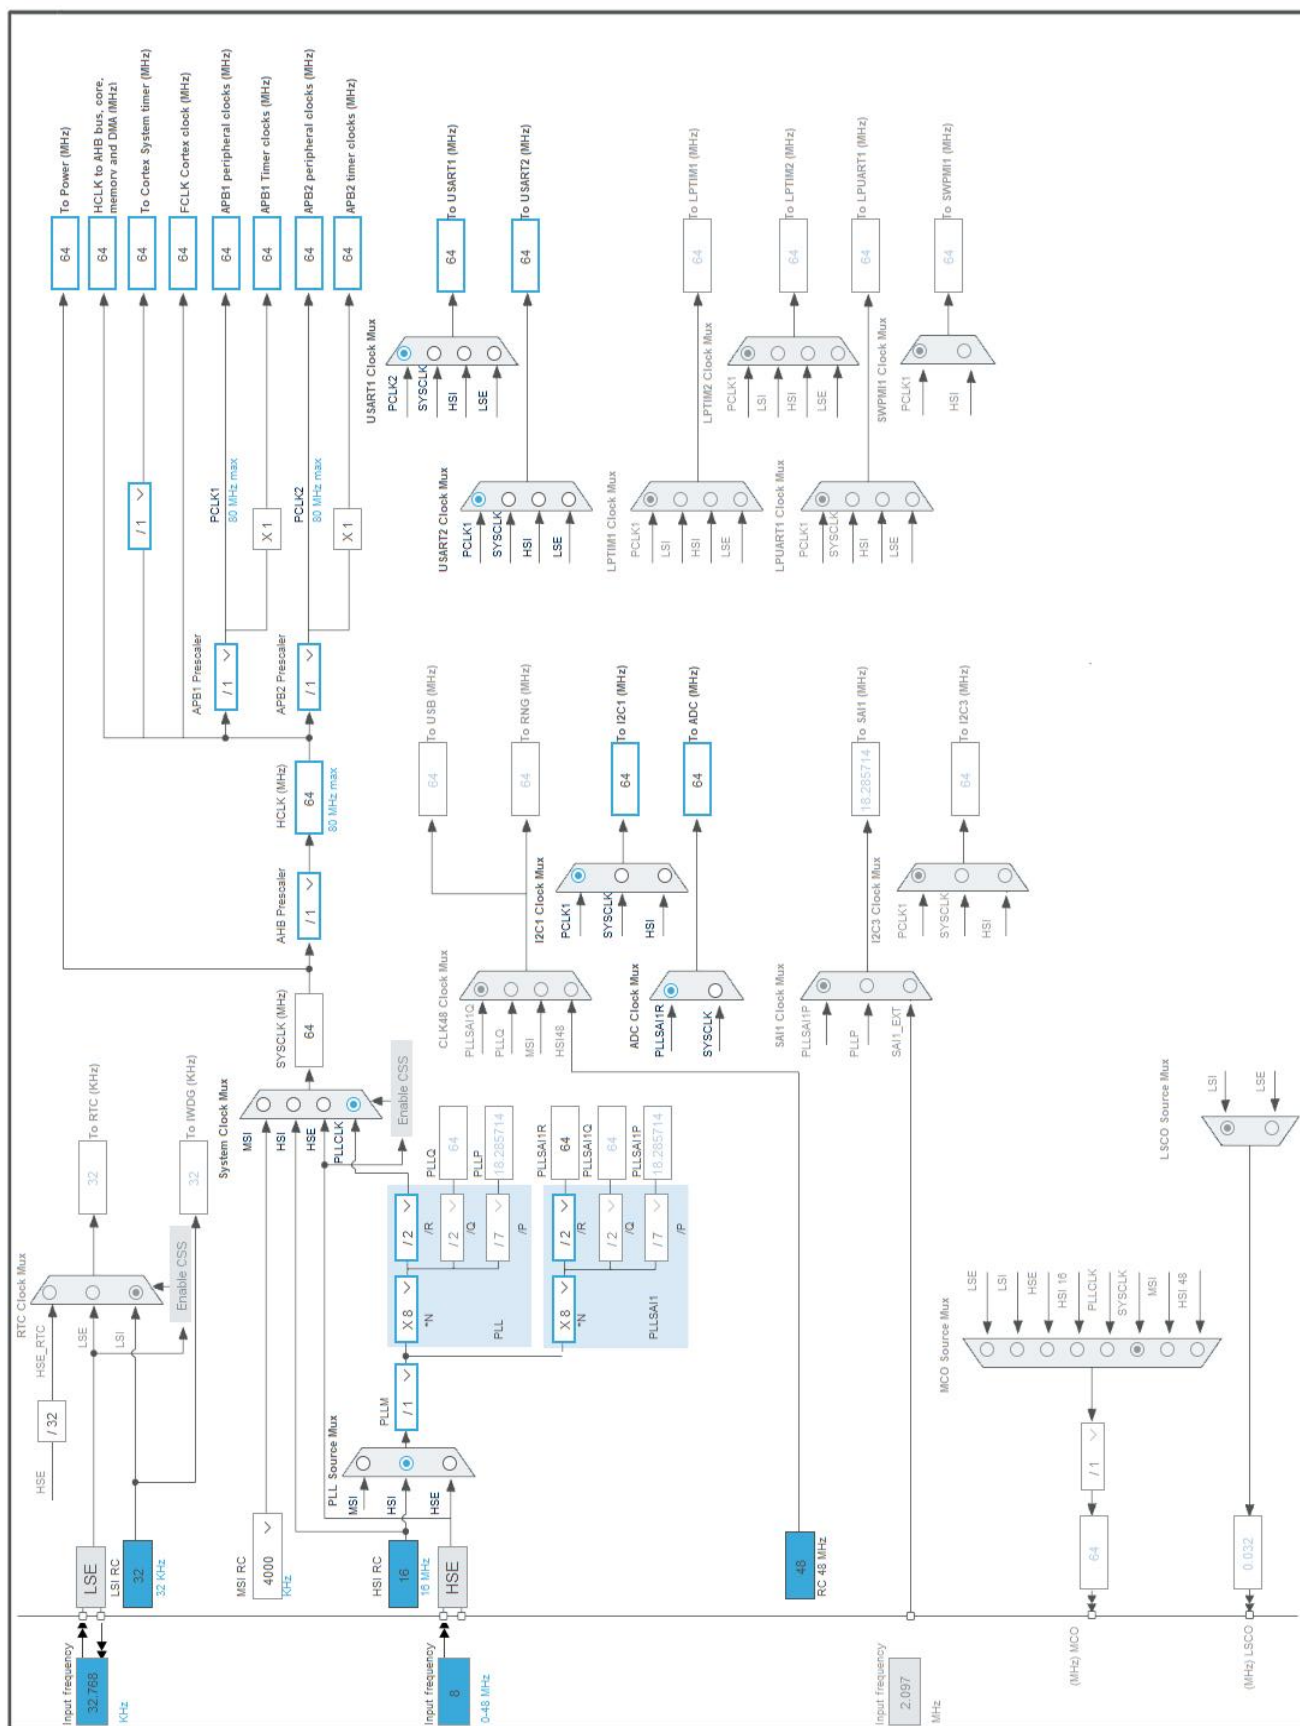 Input frequency
32.768
KHz
LSE
LSI RC
32
32 KHz
HSE
/ 32
HSE_RTC
LSE
LSI
RTC Clock Mux
Enable CSS
32
To RTC (KHz)
32
To IWDG (KHz)
MSI RC
4000
KHz
HSI RC
16
16 MHz
Input frequency
8
0-48 MHz
HSE
PLL Source Mux
MSI
HSI
HSE
PLLM
/ 1
X 8
*N
PLL
/ 2
/R
/ 2
/Q
/ 7
/P
PLLQ
64
PLLP
18.285714
X 8
*N
PLLSAI1
/ 2
/R
/ 2
/Q
/ 7
/P
PLLSAI1R
64
PLLSAI1Q
64
PLLSAI1P
18.285714
System Clock Mux
MSI
HSI
HSE
PLLCLK
Enable CSS
SYSCLK (MHz)
64
AHB Prescaler
/ 1
HCLK (MHz)
64
80 MHz max
APB1 Prescaler
/ 1
APB2 Prescaler
/ 1
/ 1
PCLK1
80 MHz max
X 1
PCLK2
80 MHz max
X 1
64
To Power (MHz)
64
HCLK to AHB bus, core,
memory and DMA (MHz)
64
To Cortex System timer (MHz)
64
FCLK Cortex clock (MHz)
64
APB1 peripheral clocks (MHz)
64
APB1 Timer clocks (MHz)
64
APB2 peripheral clocks (MHz)
64
APB2 timer clocks (MHz)
USART1 Clock Mux
PCLK2
SYSCLK
HSI
LSE
64
To USART1 (MHz)
USART2 Clock Mux
PCLK1
SYSCLK
HSI
LSE
64
To USART2 (MHz)
LPTIM1 Clock Mux
PCLK1
LSI
HSI
LSE
64
To LPTIM1 (MHz)
LPTIM2 Clock Mux
PCLK1
LSI
HSI
LSE
64
To LPTIM2 (MHz)
LPUART1 Clock Mux
PCLK1
SYSCLK
HSI
LSE
64
To LPUART1 (MHz)
SWPMI1 Clock Mux
PCLK1
HSI
64
To SWPMI1 (MHz)
CLK48 Clock Mux
PLLSAI1Q
PLLQ
MSI
HSI48
64
To USB (MHz)
64
To RNG (MHz)
I2C1 Clock Mux
PCLK1
SYSCLK
HSI
64
To I2C1 (MHz)
ADC Clock Mux
PLLSAI1R
SYSCLK
64
To ADC (MHz)
SAI1 Clock Mux
PLLSAI1P
PLLP
SAI1_EXT
18.285714
To SAI1 (MHz)
I2C3 Clock Mux
PCLK1
SYSCLK
HSI
64
To I2C3 (MHz)
48
RC 48 MHz
Input frequency
2.097
MHz
MCO Source Mux
LSE
LSI
HSE
HSI 16
PLLCLK
SYSCLK
MSI
HSI 48
/ 1
64
(MHz) MCO
LSCO Source Mux
LSI
LSE
0.032
(MHz) LSCO